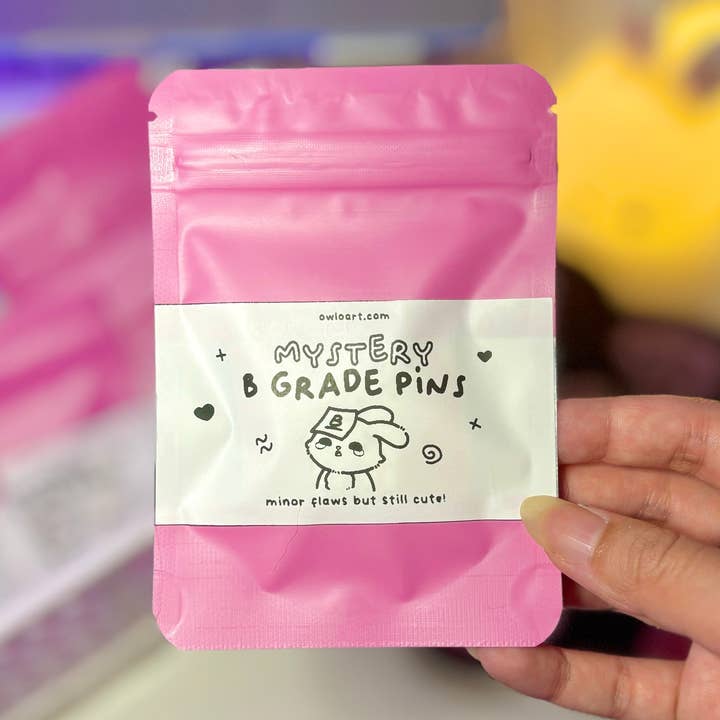 owloart.com
MYSTERY
B GRADE PiNS
B
minor flaws but still cute!